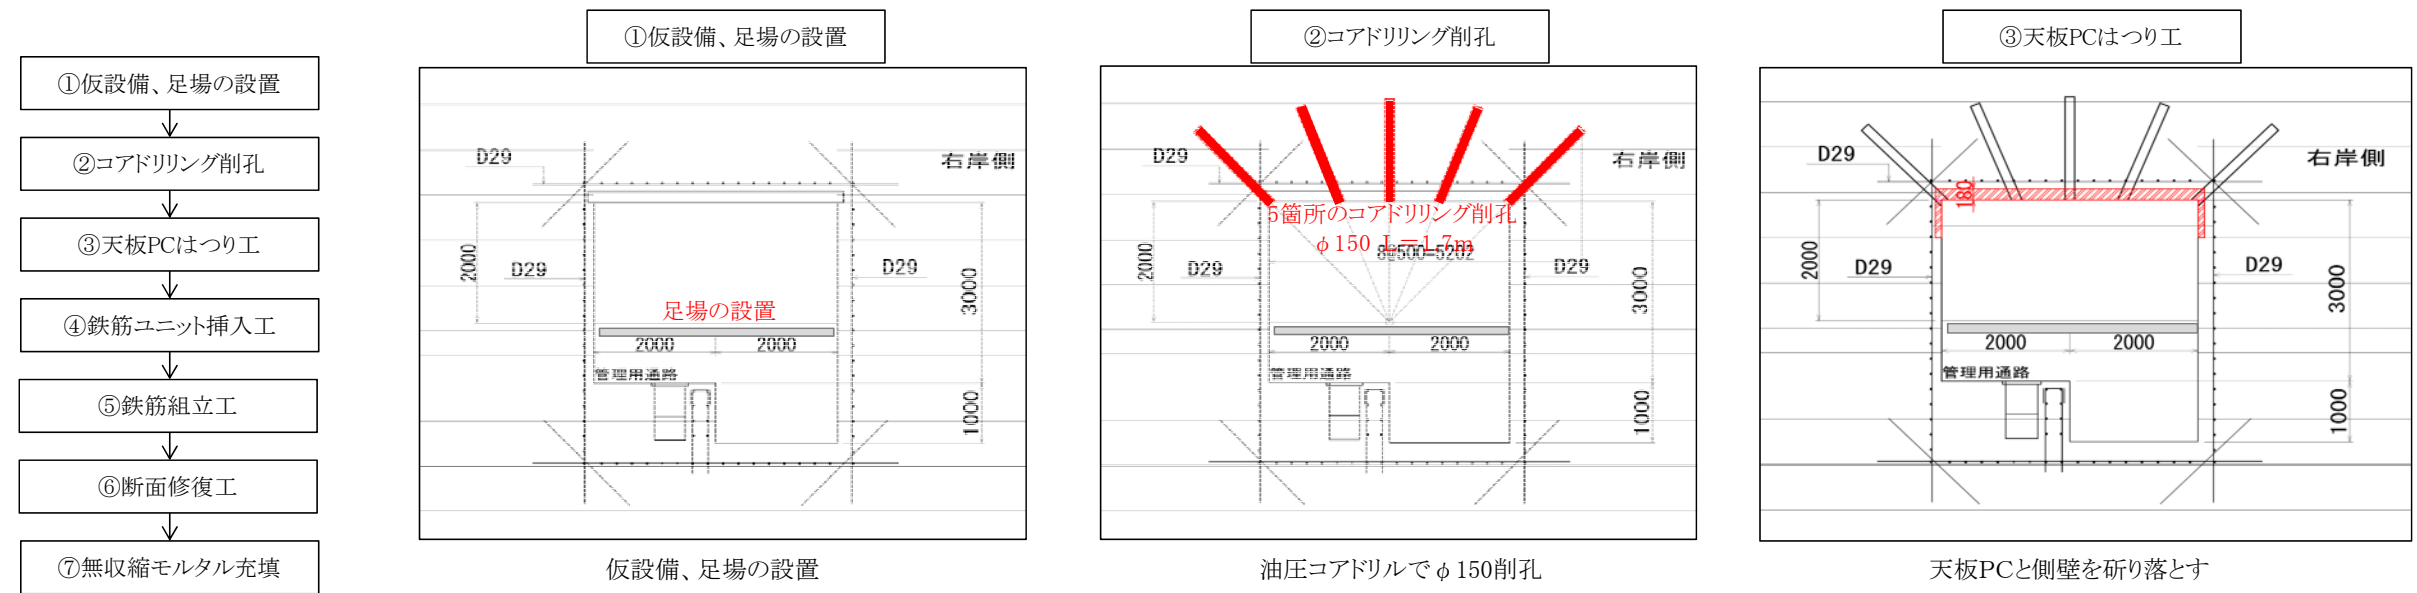 ①仮設備、足場の設置
②コアドリリング削孔
③天板PCはつり工
④鉄筋ユニット挿入工
⑤鉄筋組立工
⑥断面修復工
⑦無収縮モルタル充填
①仮設備、足場の設置
D29
右岸側
2000
D29
D29
3000
足場の設置
2000
2000
管理用通路
1000
仮設備、足場の設置
②コアドリリング削孔
D29
右岸側
5箇所のコアドリリング削孔
φ150 L=1.7m
8@500=5202
2000
D29
D29
3000
2000
2000
管理用通路
1000
油圧コアドリルでφ150削孔
③天板PCはつり工
D29
右岸側
180
2000
D29
D29
3000
2000
2000
管理用通路
1000
天板PCと側壁を斫り落とす